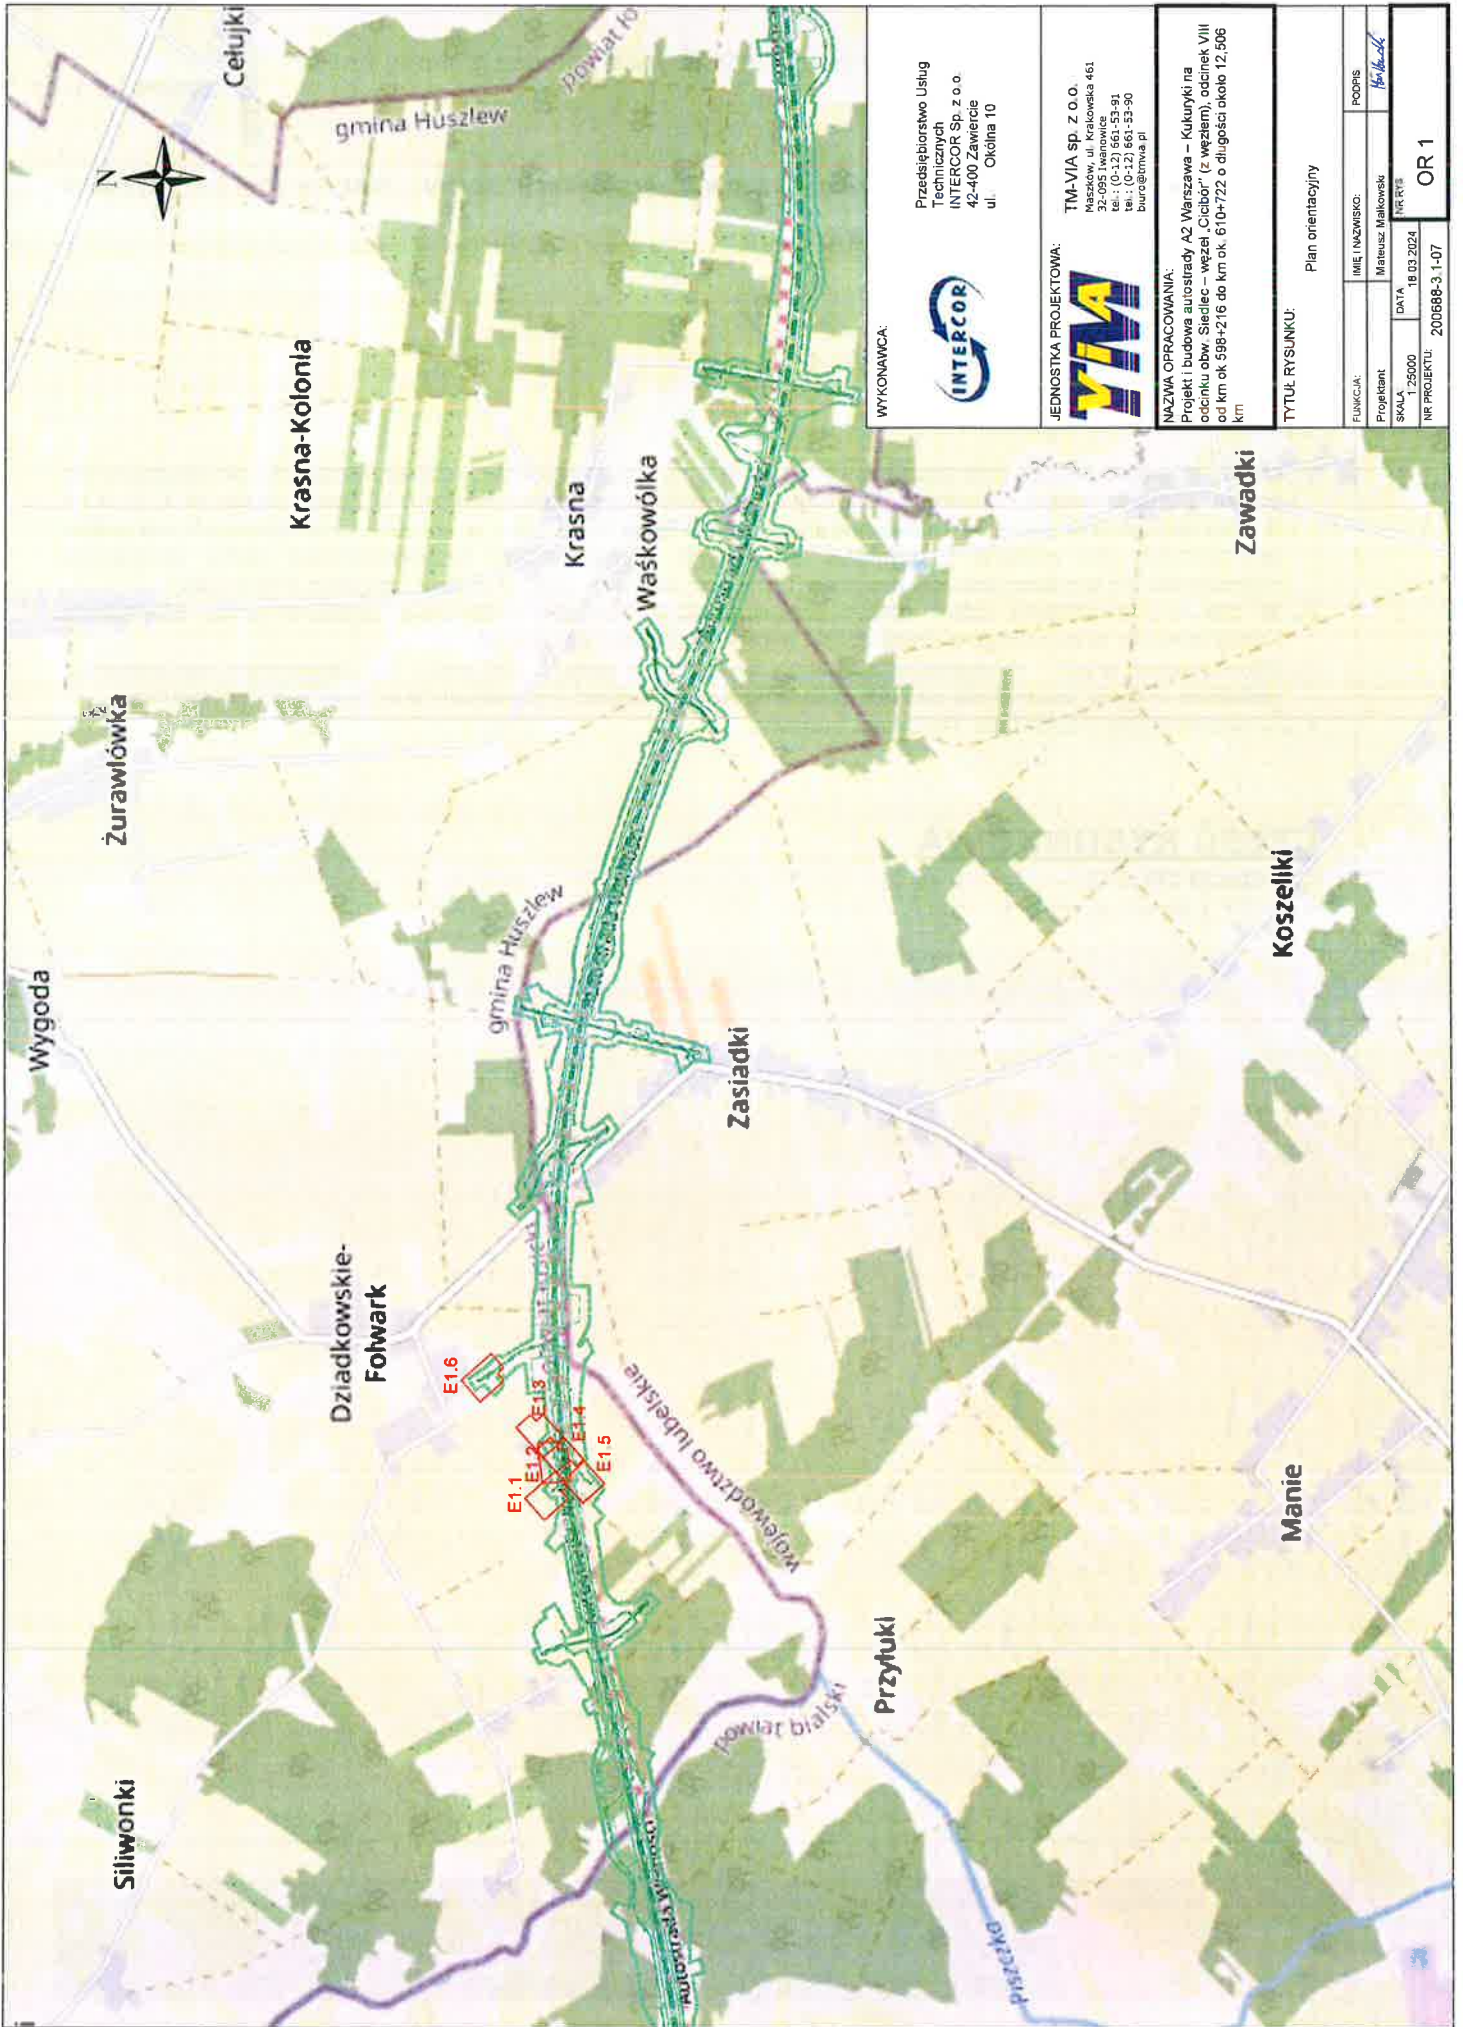 Siliwonki
Wygoda
Żurawlówka
Celujki
N
gmina Huszlew
powiat ło
Dziadkowskie-
Folwark
Krasna-Kolonia
Krasna
Waśkowólka
gmina Huszlew
E1.1
E1.2
E1.3
E1.4
E1.5
E1.6
Zasiadki
województwo lubelskie
powiat bialski
Przyłuki
Piszczka
Manie
Koszeliki
Zawadki
Autostrada Wolności
WYKONAWCA:
INTERCOR
Przedsiębiorstwo Usług
Technicznych
INTERCOR Sp. z o.o.
42-400 Zawiercie
ul. Okólna 10
JEDNOSTKA PROJEKTOWA:
TM-VIA sp. z o.o.
Maszków, ul. Krakowska 461
32-095 Iwanowice
tel.: (0-12) 661-53-91
tel.: (0-12) 661-53-90
biuro@tmvia.pl
NAZWA OPRACOWANIA:
Projekt i budowa autostrady A2 Warszawa – Kukuryki na
odcinku obw. Siedlec – węzeł „Cicibór" (z węzłem), odcinek VIII
od km ok 598+216 do km ok. 610+722 o długości około 12,506
km
TYTUŁ RYSUNKU:
Plan orientacyjny
FUNKCJA: IMIĘ I NAZWISKO: PODPIS
Projektant Mateusz Małkowski
SKALA 1:25000 DATA 18.03.2024 NR RYS
NR PROJEKTU: 200688-3.1-07 OR 1